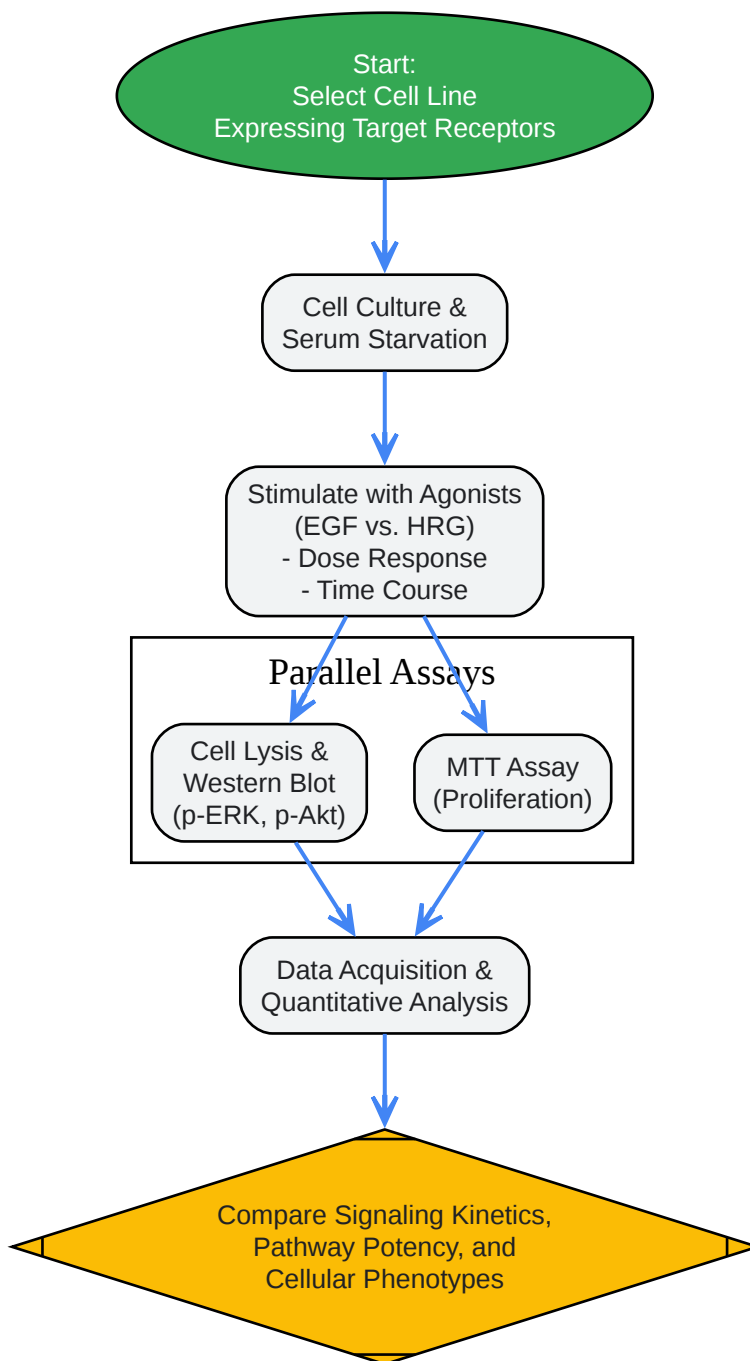 Start:
Select Cell Line
Expressing Target Receptors
Cell Culture &
Serum Starvation
Stimulate with Agonists
(EGF vs. HRG)
- Dose Response
- Time Course
Parallel Assays
Cell Lysis &
Western Blot
(p-ERK, p-Akt)
MTT Assay
(Proliferation)
Data Acquisition &
Quantitative Analysis
Compare Signaling Kinetics,
Pathway Potency, and
Cellular Phenotypes